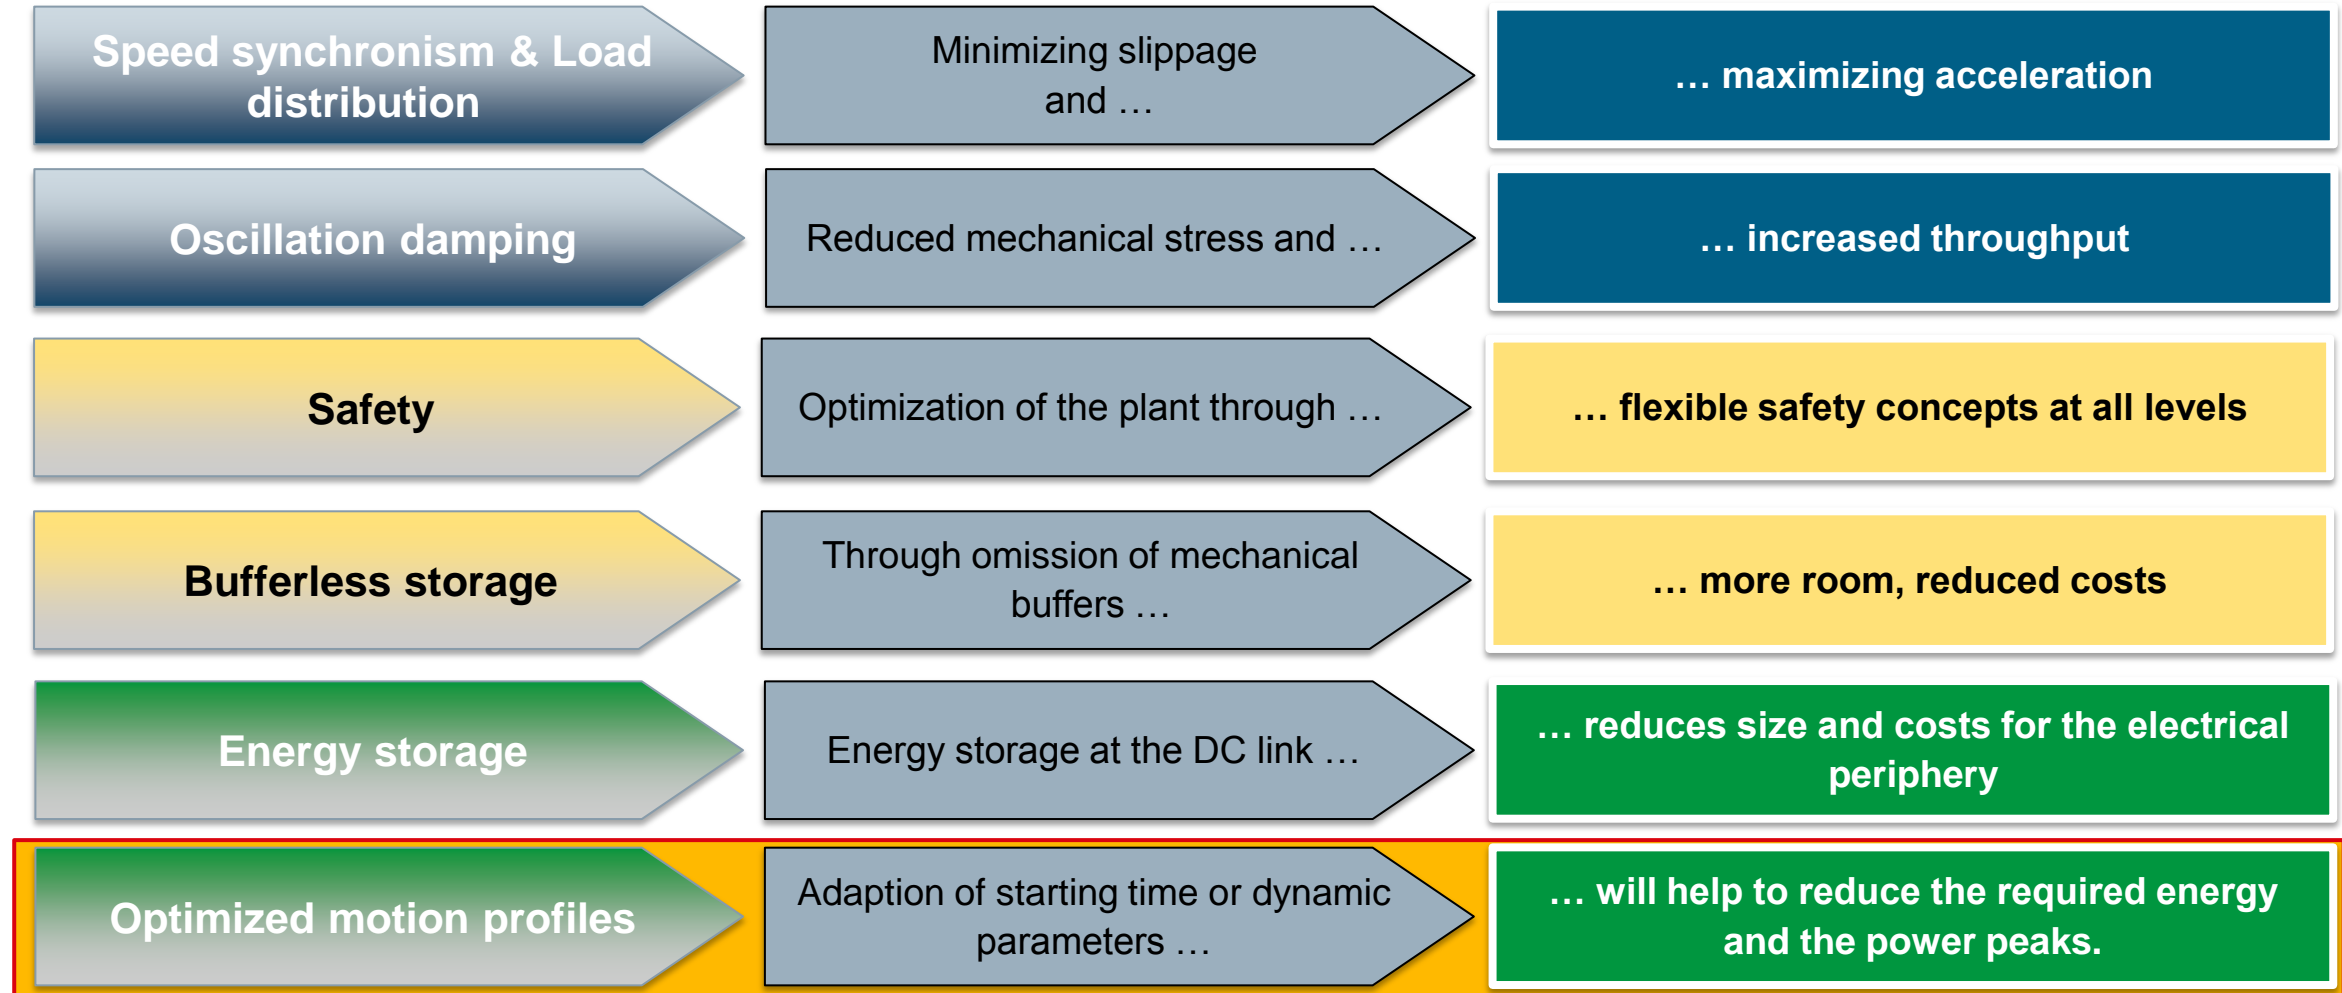 Speed synchronism & Load
distribution
Minimizing slippage
and …
… maximizing acceleration
Oscillation damping
Reduced mechanical stress and …
… increased throughput
Safety
Optimization of the plant through …
… flexible safety concepts at all levels
Bufferless storage
Through omission of mechanical
buffers …
… more room, reduced costs
Energy storage
Energy storage at the DC link …
… reduces size and costs for the electrical
periphery
Optimized motion profiles
Adaption of starting time or dynamic
parameters …
… will help to reduce the required energy
and the power peaks.